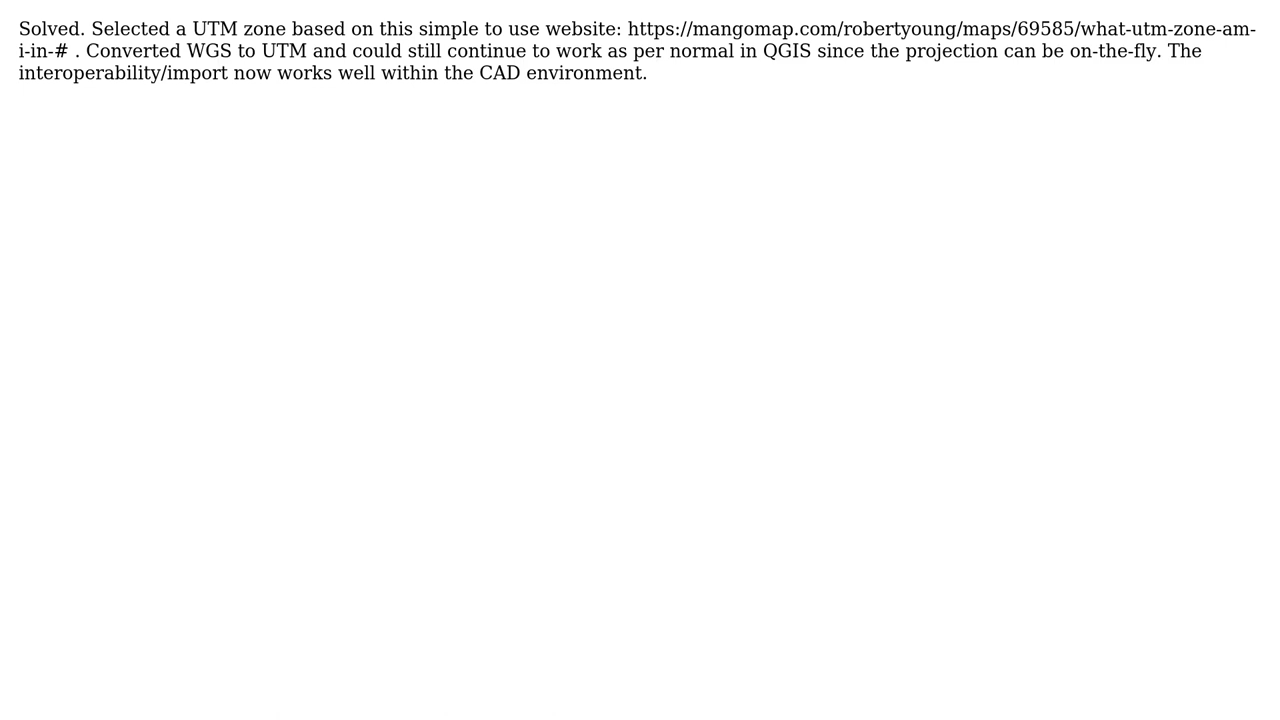 Solved. Selected a UTM zone based on this simple to use website: https://mangomap.com/robertyoung/maps/69585/what-utm-zone-am-
i-in-# . Converted WGS to UTM and could still continue to work as per normal in QGIS since the projection can be on-the-fly. The
interoperability/import now works well within the CAD environment.